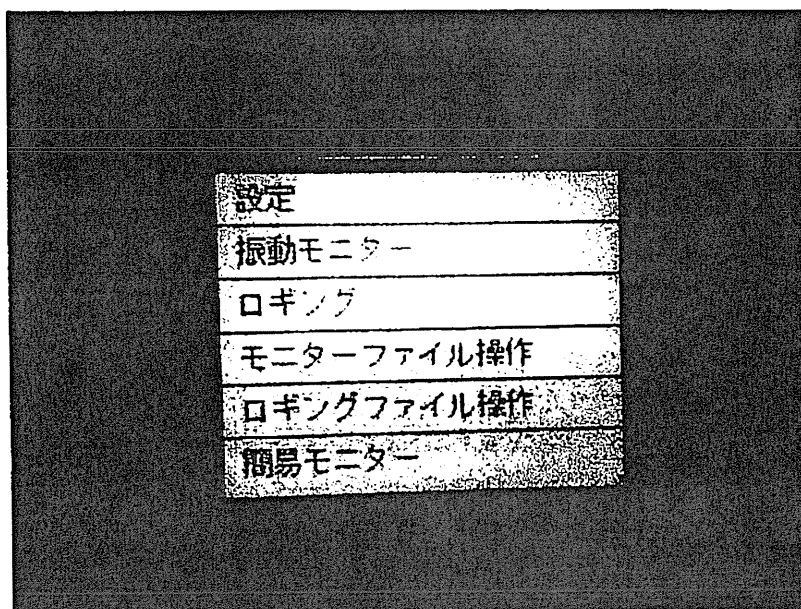 設定
振動モニター
ロギング
モニターファイル操作
ロギングファイル操作
簡易モニター